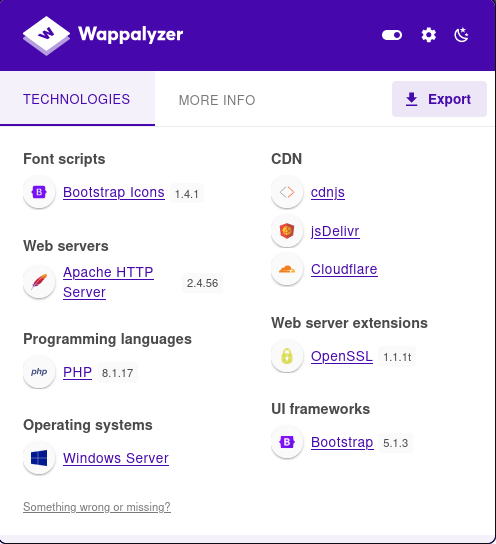 Wappalyzer
TECHNOLOGIES
MORE INFO
Export
Font scripts
Bootstrap Icons 1.4.1
Web servers
Apache HTTP
Server 2.4.56
Programming languages
php PHP 8.1.17
Operating systems
Windows Server
CDN
cdnjs
jsDelivr
Cloudflare
Web server extensions
OpenSSL 1.1.1t
UI frameworks
B Bootstrap 5.1.3
Something wrong or missing?